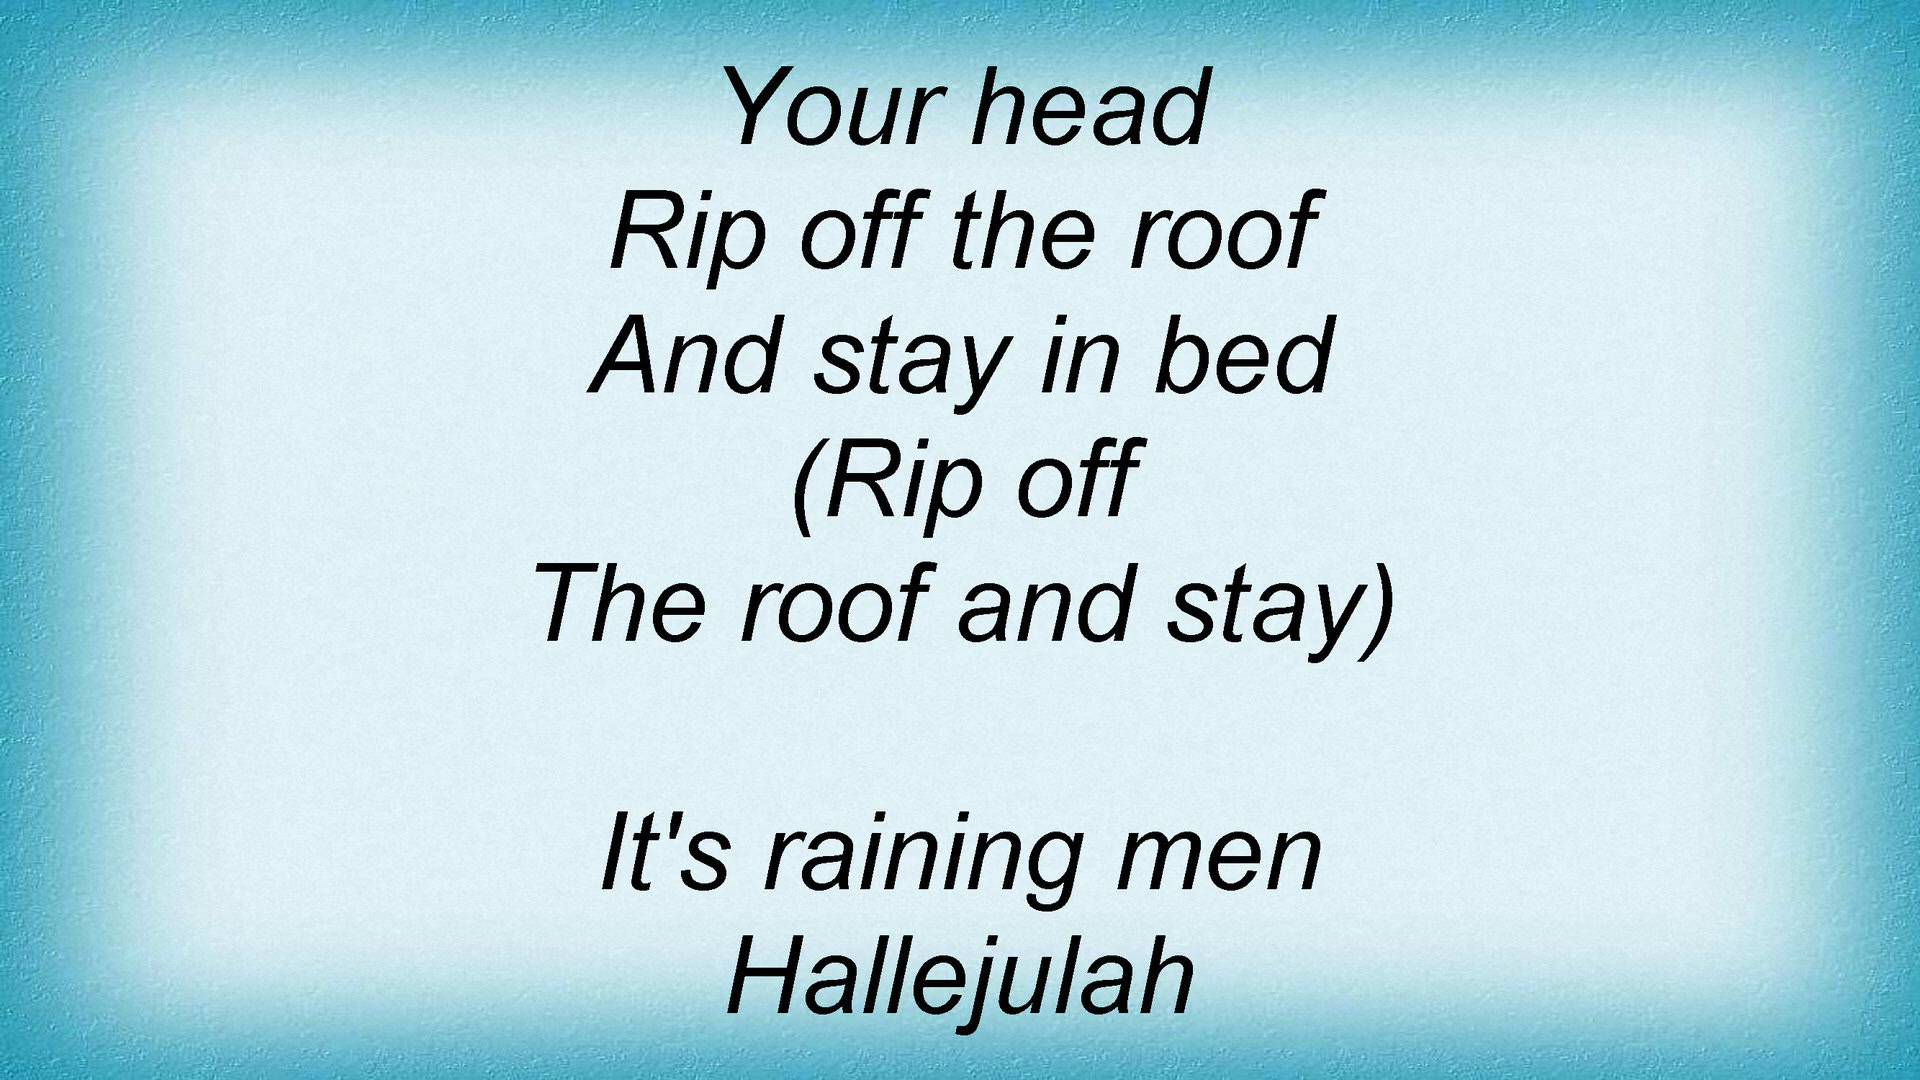 Your head
Rip off the roof
And stay in bed
(Rip off
The roof and stay)
It's raining men
Hallejulah